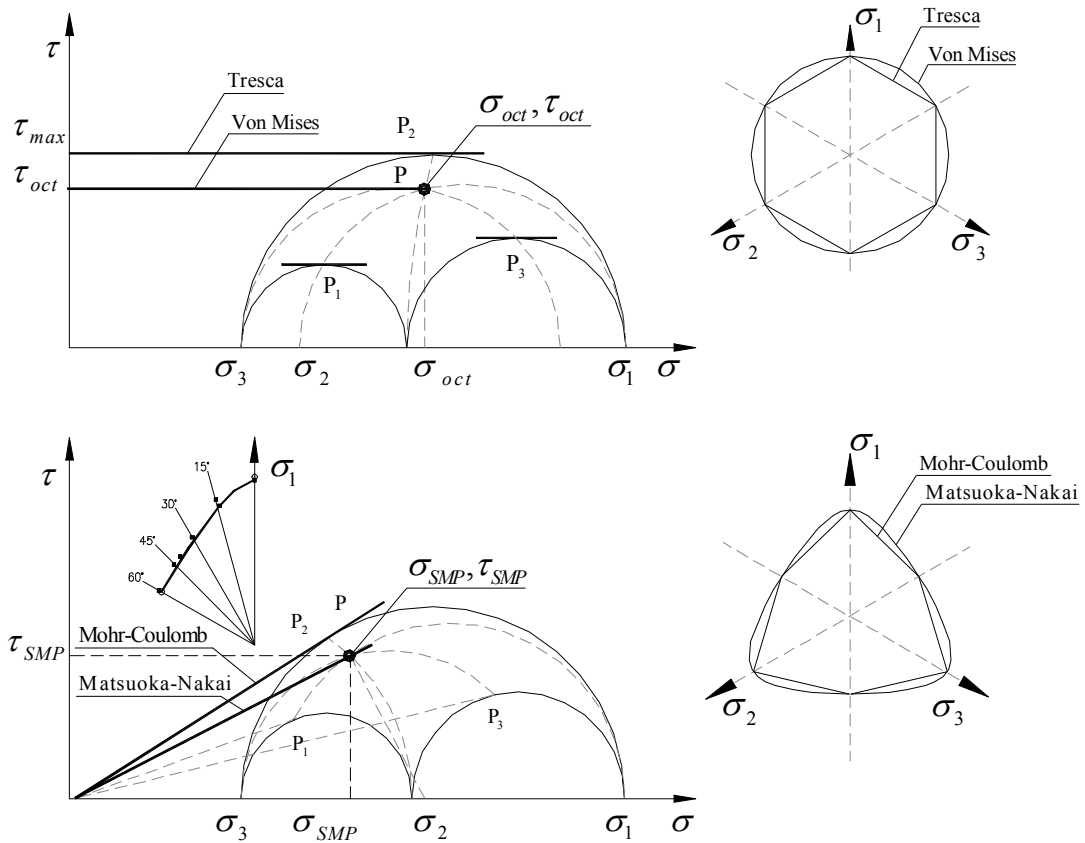 τ
Tresca
Von Mises
τmax
τoct
P2
σoct, τoct
P
P1
P3
σ3
σ2
σoct
σ1
σ
σ1
Tresca
Von Mises
σ2
σ3
τ
σ1
15°
30°
45°
60°
σSMP, τSMP
P2
P
Mohr-Coulomb
τSMP
Matsuoka-Nakai
P1
P3
σ3
σSMP
σ2
σ1
σ
σ1
Mohr-Coulomb
Matsuoka-Nakai
σ2
σ3